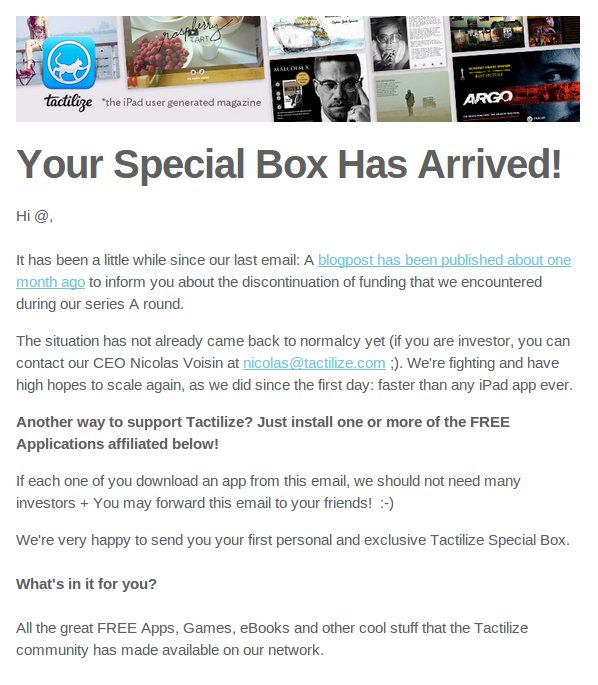 raspberry
TART
MALCOLM X
BEST PICTURE
ARGO
tactilize *the iPad user generated magazine
Your Special Box Has Arrived!
Hi @,
It has been a little while since our last email: A blogpost has been published about one
month ago to inform you about the discontinuation of funding that we encountered
during our series A round.
The situation has not already came back to normalcy yet (if you are investor, you can
contact our CEO Nicolas Voisin at nicolas@tactilize.com ;). We're fighting and have
high hopes to scale again, as we did since the first day: faster than any iPad app ever.
Another way to support Tactilize? Just install one or more of the FREE
Applications affiliated below!
If each one of you download an app from this email, we should not need many
investors + You may forward this email to your friends!  :-)
We're very happy to send you your first personal and exclusive Tactilize Special Box.
What's in it for you?
All the great FREE Apps, Games, eBooks and other cool stuff that the Tactilize
community has made available on our network.